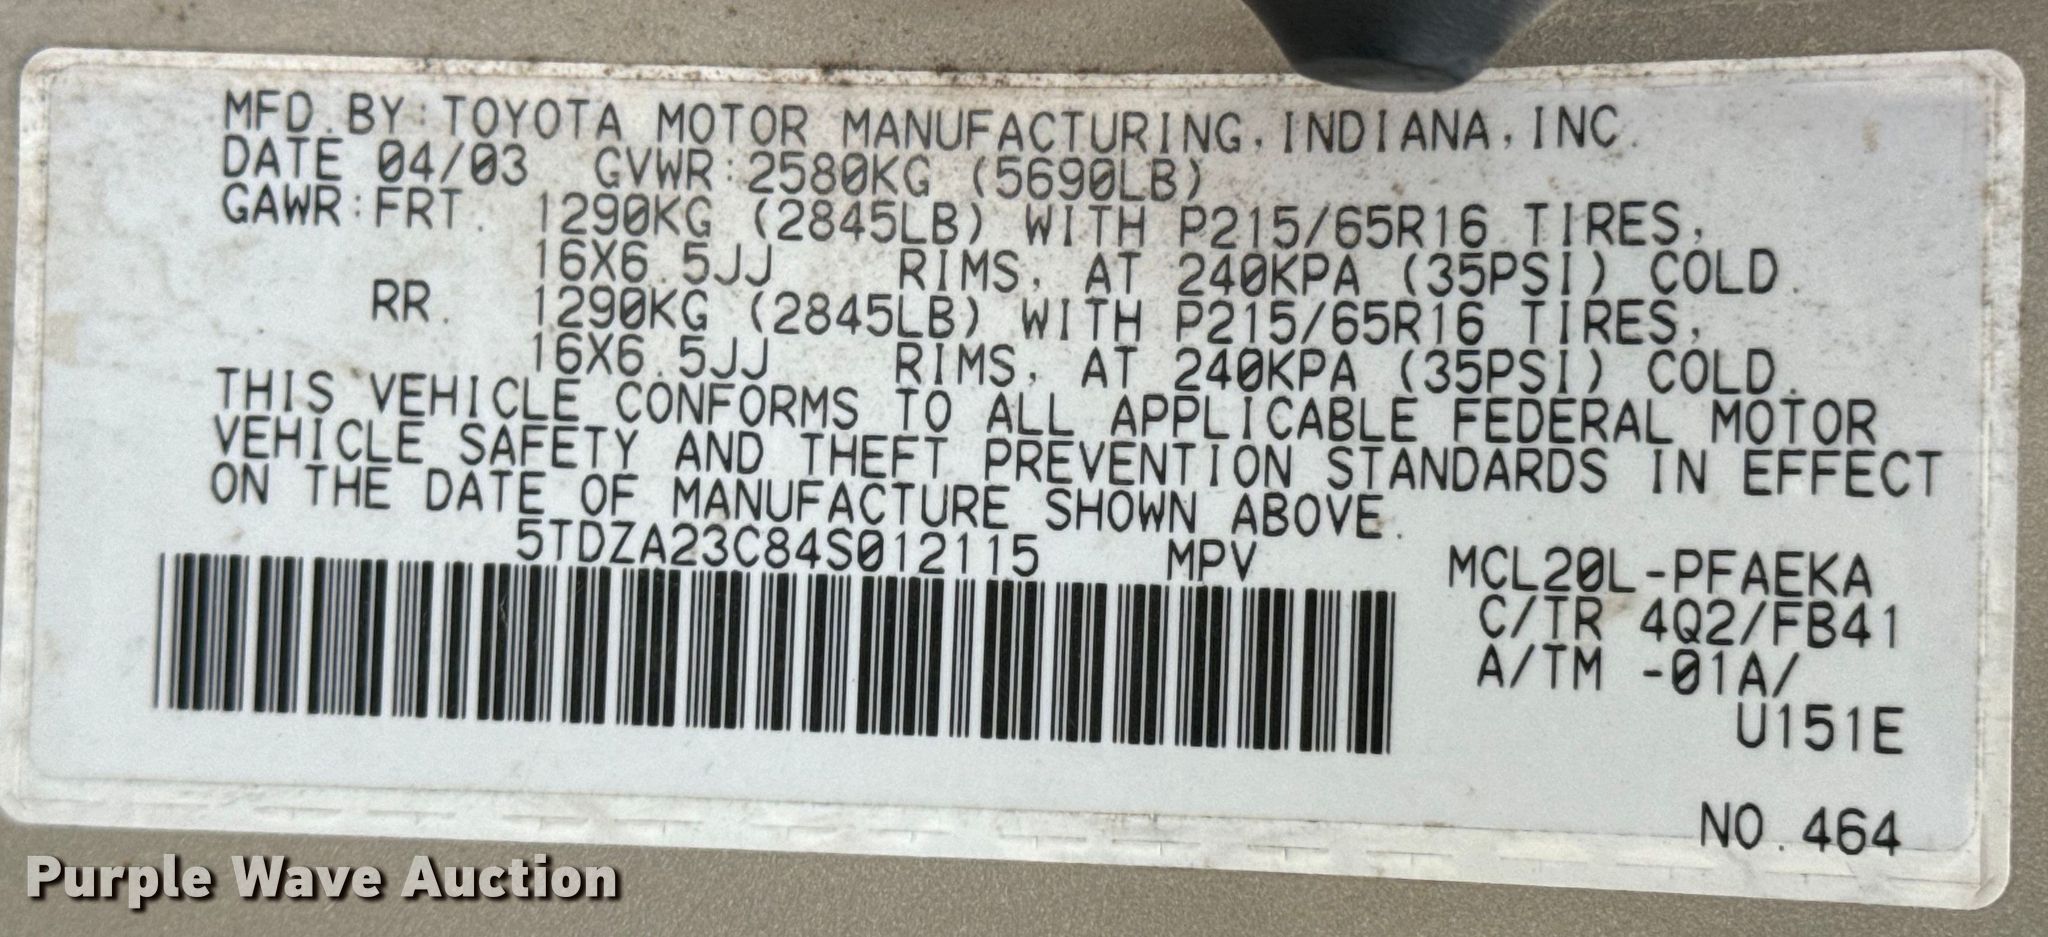 MFD.BY:TOYOTA MOTOR MANUFACTURING,INDIANA,INC.
DATE 04/03 GVWR:2580KG (5690LB)
GAWR:FRT. 1290KG (2845LB) WITH P215/65R16 TIRES,
16X6.5JJ RIMS, AT 240KPA (35PSI) COLD.
RR. 1290KG (2845LB) WITH P215/65R16 TIRES,
16X6.5JJ RIMS, AT 240KPA (35PSI) COLD.
THIS VEHICLE CONFORMS TO ALL APPLICABLE FEDERAL MOTOR
VEHICLE SAFETY AND THEFT PREVENTION STANDARDS IN EFFECT
ON THE DATE OF MANUFACTURE SHOWN ABOVE.
5TDZA23C84S012115 MPV MCL20L-PFAEKA
C/TR 4Q2/FB41
A/TM -01A/
U151E
NO.464
Purple Wave Auction